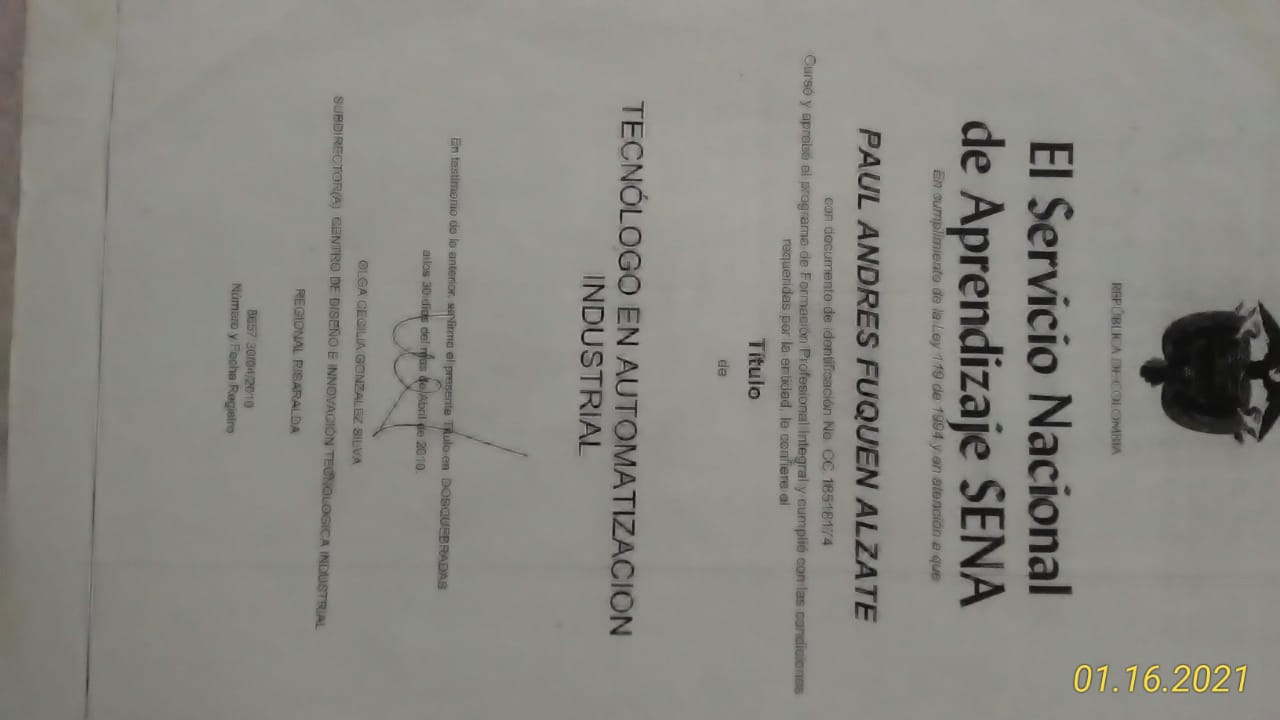 REPÚBLICA DE COLOMBIA
El Servicio Nacional
de Aprendizaje SENA
En cumplimiento de la Ley 119 de 1994 y en atención a que
PAUL ANDRES FUQUEN ALZATE
con documento de identificación No. CC 18518174
Cursó y aprobó el programa de Formación Profesional Integral y cumplió con las condiciones
requeridas por la entidad, le confiere el
Título
de
TECNÓLOGO EN AUTOMATIZACION
INDUSTRIAL
En testimonio de lo anterior, se firma el presente Título en DOSQUEBRADAS
a los 30 días del mes de Abril de 2010
OLGA CECILIA GONZALEZ SILVA
SUBDIRECTOR(A) CENTRO DE DISEÑO E INNOVACIÓN TECNOLOGICA INDUSTRIAL
REGIONAL RISARALDA
30/04/2010
Número y Fecha Registro
01.16.2021